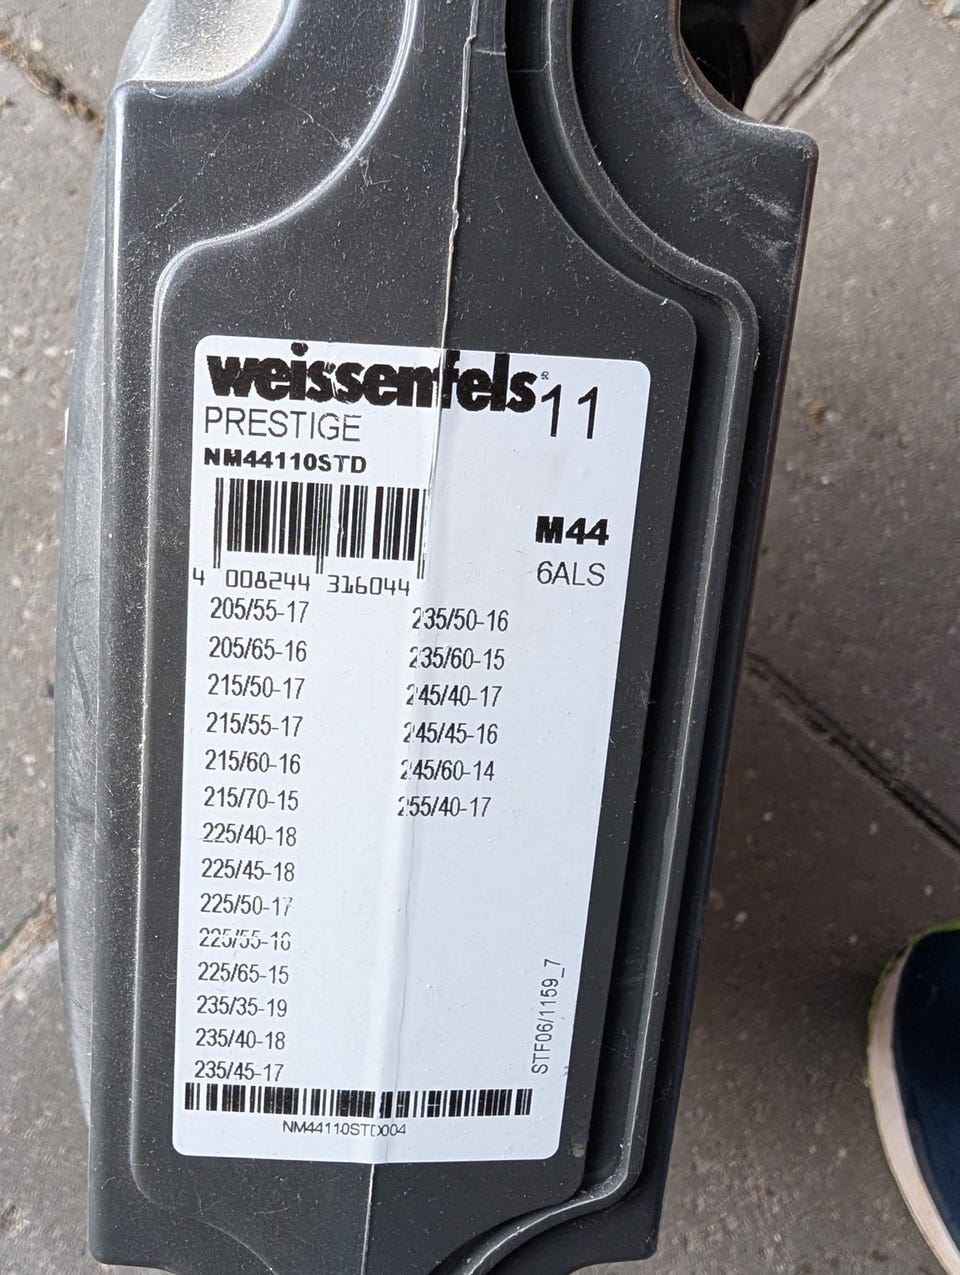 weissenfels® 11
PRESTIGE
NM44110STD
M44
6ALS
4 008244 316044
205/55-17
205/65-16
215/50-17
215/55-17
215/60-16
215/70-15
225/40-18
225/45-18
225/50-17
225/55-16
225/65-15
235/35-19
235/40-18
235/45-17
235/50-16
235/60-15
245/40-17
245/45-16
245/60-14
255/40-17
STF06/1159_7
NM44110STD004